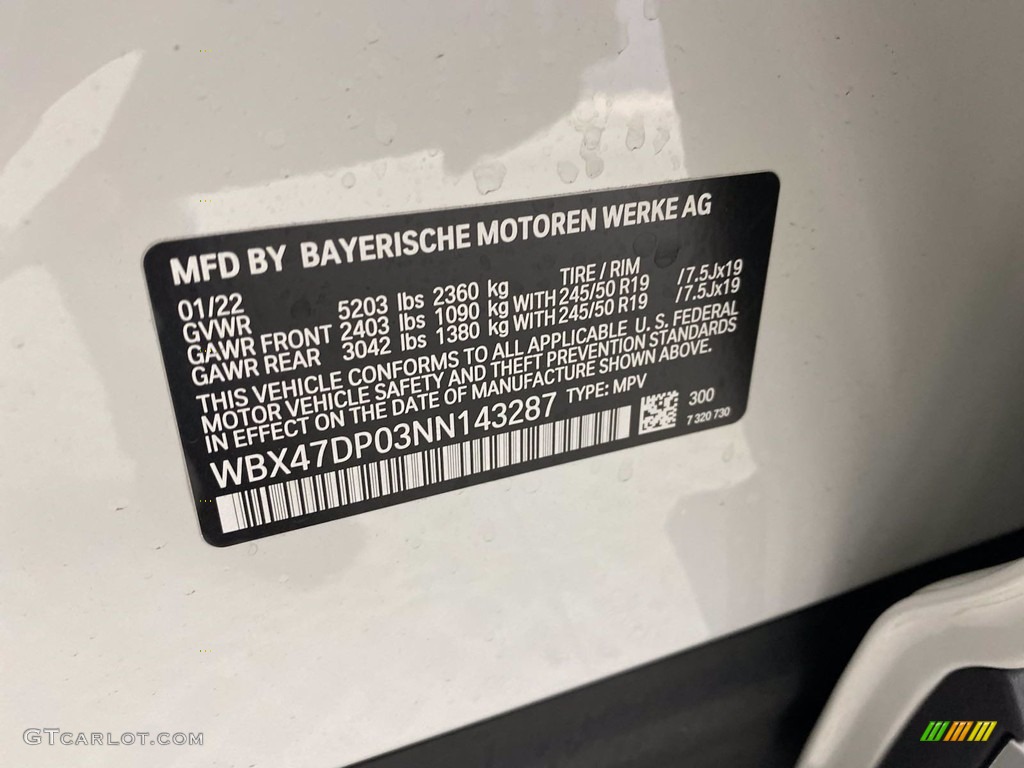 MFD BY BAYERISCHE MOTOREN WERKE AG
01/22 TIRE / RIM
GVWR 5203 lbs 2360 kg
GAWR FRONT 2403 lbs 1090 kg WITH 245/50 R19 /7.5Jx19
GAWR REAR 3042 lbs 1380 kg WITH 245/50 R19 /7.5Jx19
THIS VEHICLE CONFORMS TO ALL APPLICABLE U. S. FEDERAL
MOTOR VEHICLE SAFETY AND THEFT PREVENTION STANDARDS
IN EFFECT ON THE DATE OF MANUFACTURE SHOWN ABOVE.
WBX47DP03NN143287 TYPE: MPV
300
7 320 730
GTCARLOT.COM